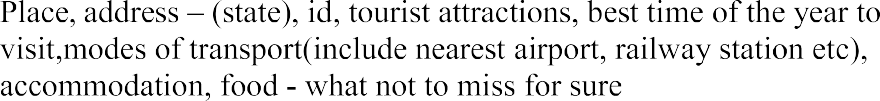 Place, address – (state), id, tourist attractions, best time of the year to
visit,modes of transport(include nearest airport, railway station etc),
accommodation, food - what not to miss for sure